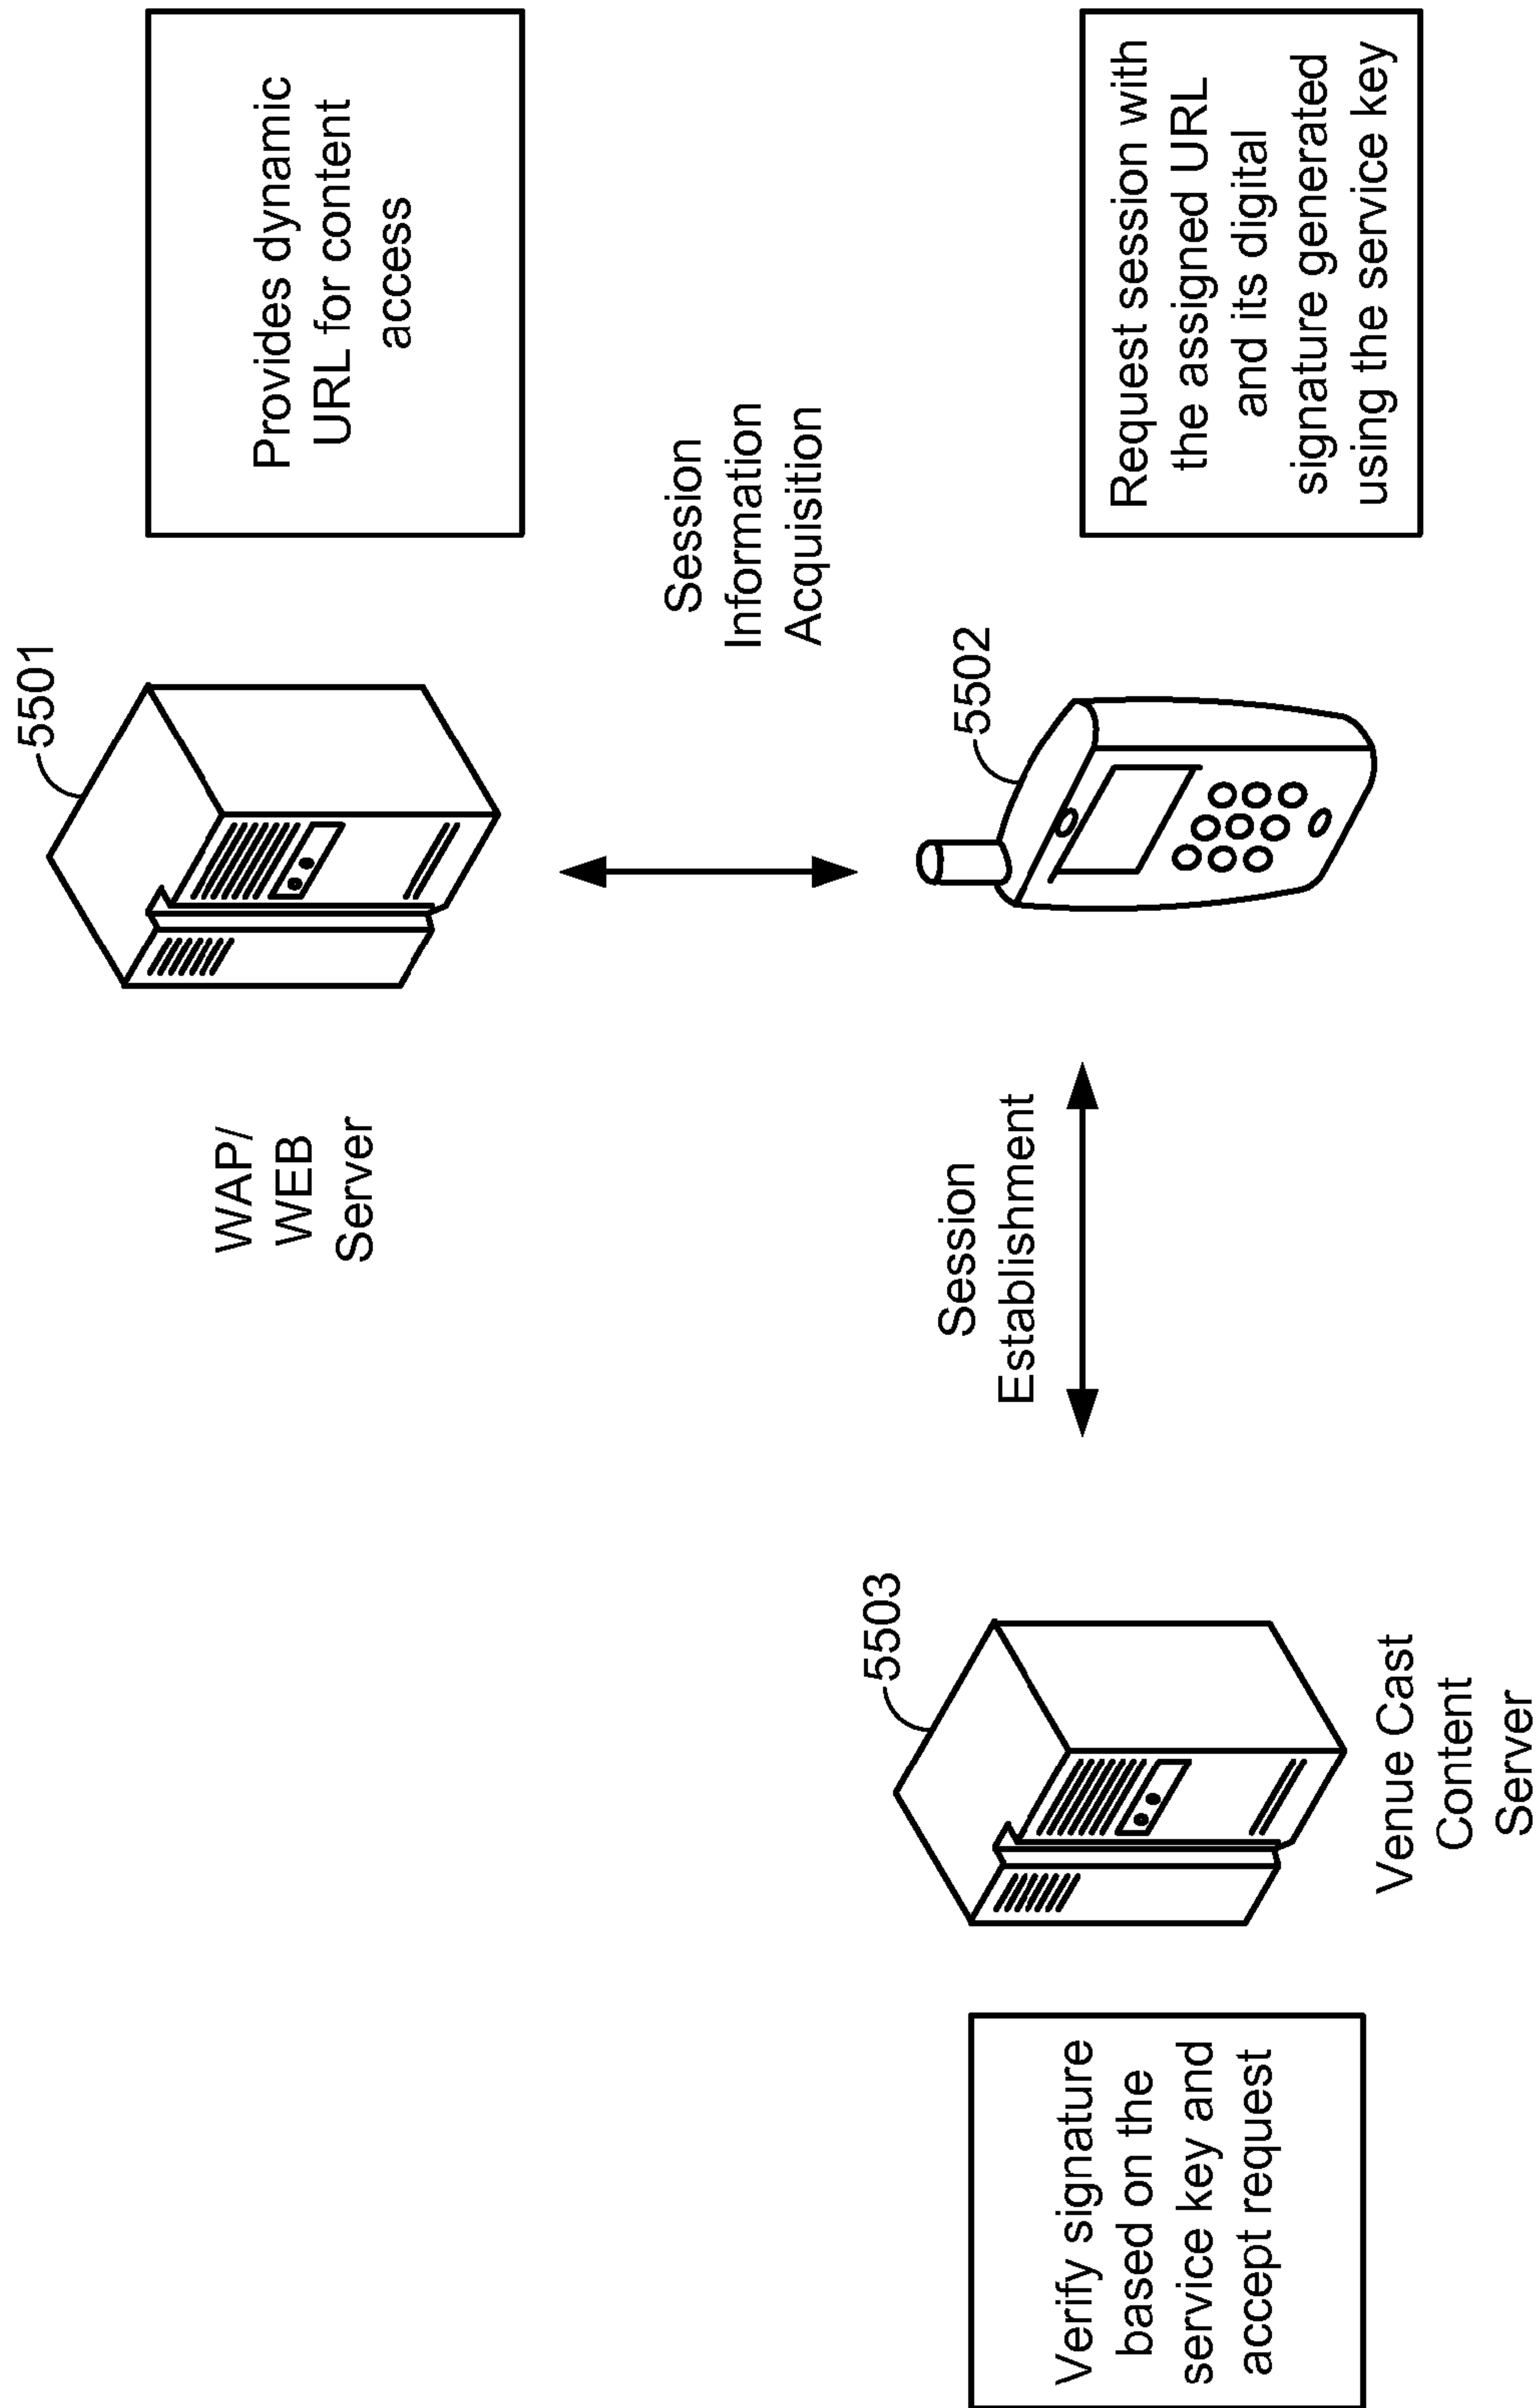 5501
WAP/
WEB
Server
Provides dynamic
URL for content
access
Session
Information
Acquisition
5503
Session
Establishment
5502
Verify signature
based on the
service key and
accept request
Venue Cast
Content
Server
Request session with
the assigned URL
and its digital
signature generated
using the service key